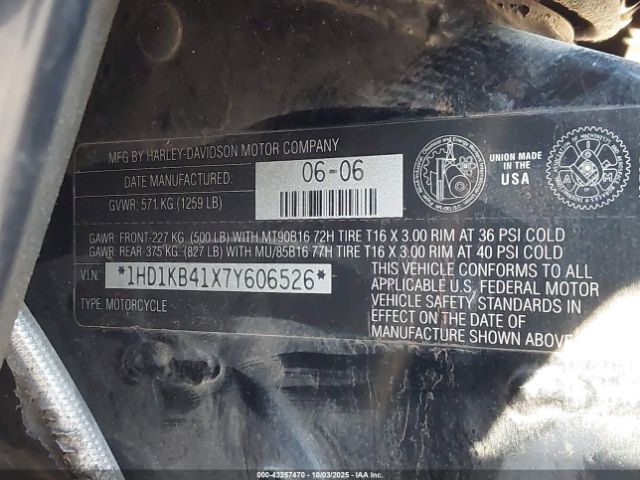 MFG BY HARLEY-DAVIDSON MOTOR COMPANY
DATE MANUFACTURED: 06-06
GVWR: 571 KG. (1259 LB)
UNION MADE IN THE USA
GAWR: FRONT-227 KG (500 LB) WITH MT90B16 72H TIRE T16 X 3.00 RIM AT 36 PSI COLD
GAWR: REAR-375 KG (827 LB) WITH MU/85B16 77H TIRE T16 X 3.00 RIM AT 40 PSI COLD
VIN: *1HD1KB41X7Y606526*
TYPE: MOTORCYCLE
THIS VEHICLE CONFORMS TO ALL
APPLICABLE U.S. FEDERAL MOTOR
VEHICLE SAFETY STANDARDS IN
EFFECT ON THE DATE OF
MANUFACTURE SHOWN ABOVE
000-43257470 10/03/2025 IAAI.COM